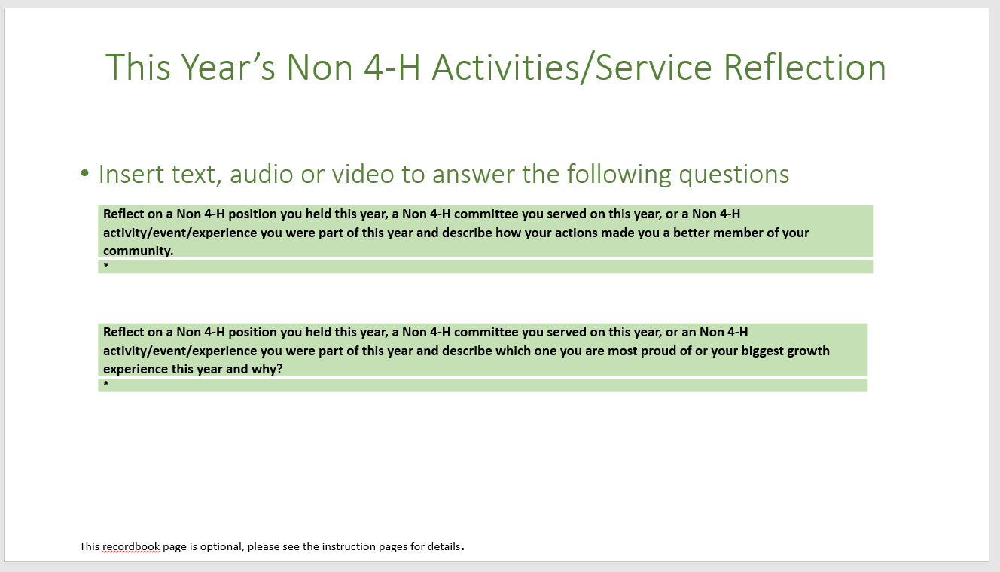 This Year’s Non 4-H Activities/Service Reflection
• Insert text, audio or video to answer the following questions
Reflect on a Non 4-H position you held this year, a Non 4-H committee you served on this year, or a Non 4-H
activity/event/experience you were part of this year and describe how your actions made you a better member of your
community.
*
Reflect on a Non 4-H position you held this year, a Non 4-H committee you served on this year, or an Non 4-H
activity/event/experience you were part of this year and describe which one you are most proud of or your biggest growth
experience this year and why?
*
This recordbook page is optional, please see the instruction pages for details.